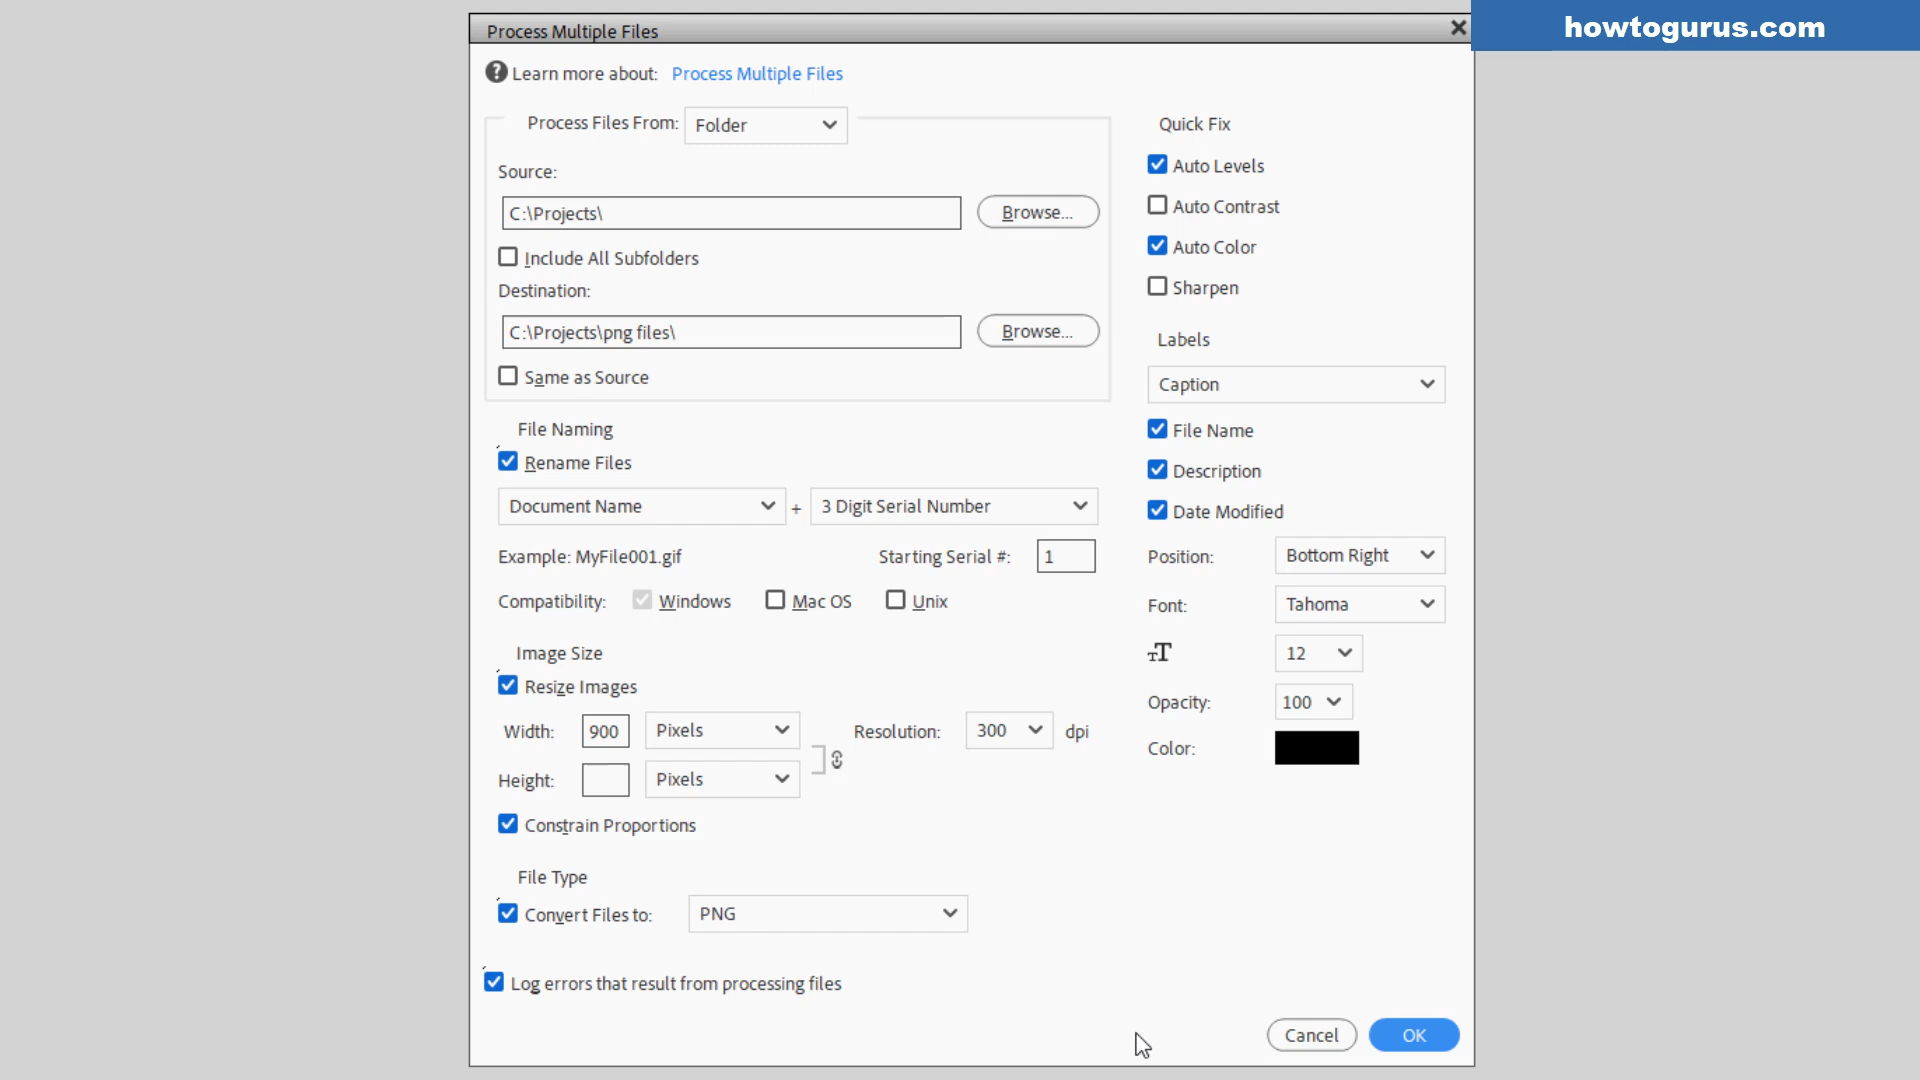 howtogurus.com
Process Multiple Files
Learn more about: Process Multiple Files
Process Files From: Folder
Source:
C:\Projects\ Browse...
Include All Subfolders
Destination:
C:\Projects\png files\ Browse...
Same as Source
File Naming
Rename Files
Document Name + 3 Digit Serial Number
Example: MyFile001.gif Starting Serial #: 1
Compatibility: Windows Mac OS Unix
Image Size
Resize Images
Width: 900 Pixels Resolution: 300 dpi
Height: Pixels
Constrain Proportions
File Type
Convert Files to: PNG
Log errors that result from processing files
Quick Fix
Auto Levels
Auto Contrast
Auto Color
Sharpen
Labels
Caption
File Name
Description
Date Modified
Position: Bottom Right
Font: Tahoma
TT 12
Opacity: 100
Color:
Cancel OK